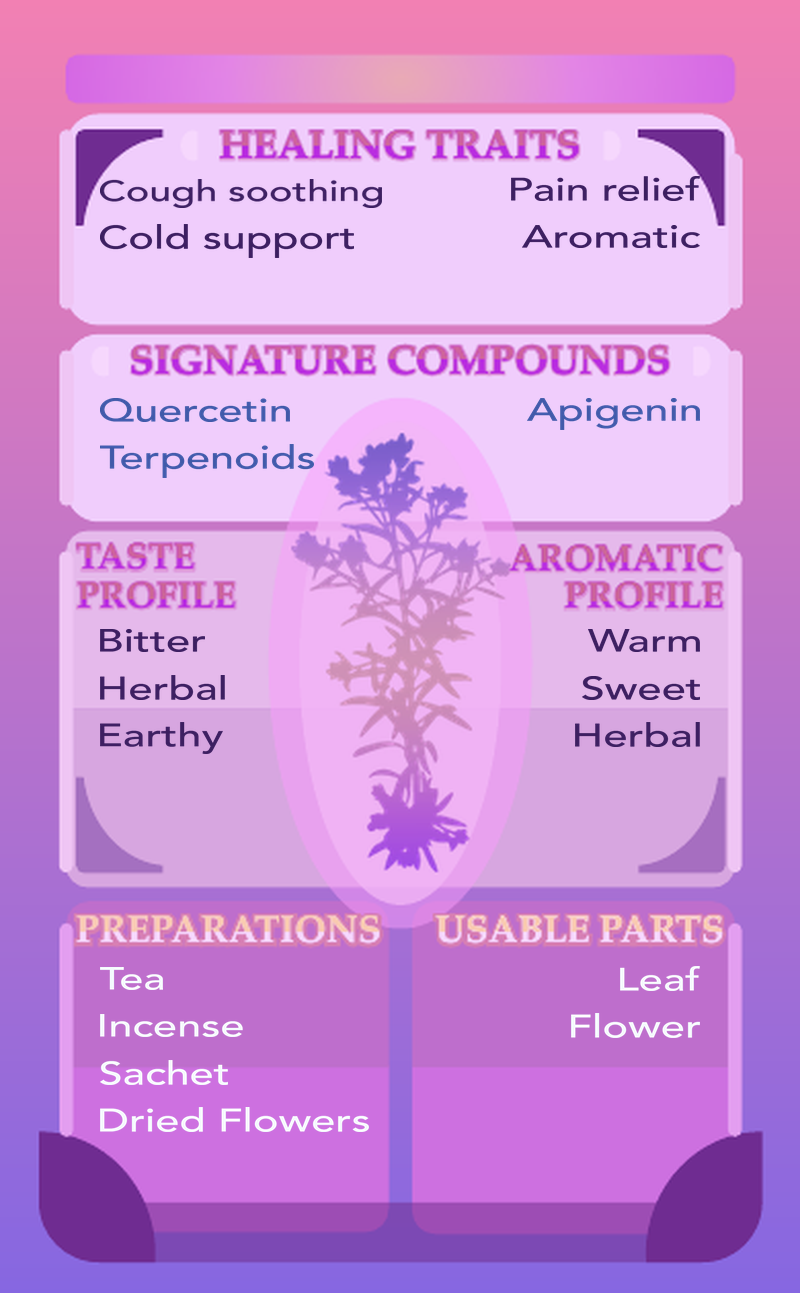 HEALING TRAITS
Cough soothing
Pain relief
Cold support
Aromatic
SIGNATURE COMPOUNDS
Quercetin
Apigenin
Terpenoids
TASTE
PROFILE
Bitter
Herbal
Earthy
AROMATIC
PROFILE
Warm
Sweet
Herbal
PREPARATIONS
Tea
Incense
Sachet
Dried Flowers
USABLE PARTS
Leaf
Flower